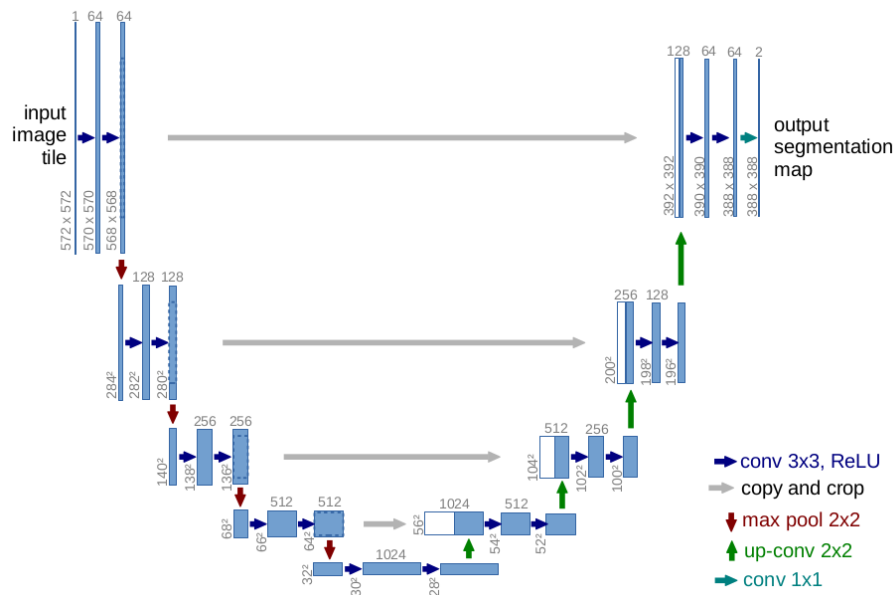 1
64
64
128
64
64
2
input
image
tile
output
segmentation
map
572 x 572
570 x 570
568 x 568
392 x 392
390 x 390
388 x 388
388 x 388
128
128
256
128
284²
282²
280²
200²
198²
196²
256
256
512
256
140²
138²
136²
104²
102²
100²
512
512
1024
512
68²
66²
64²
56²
54²
52²
1024
32²
30²
28²
conv 3x3, ReLU
copy and crop
max pool 2x2
up-conv 2x2
conv 1x1